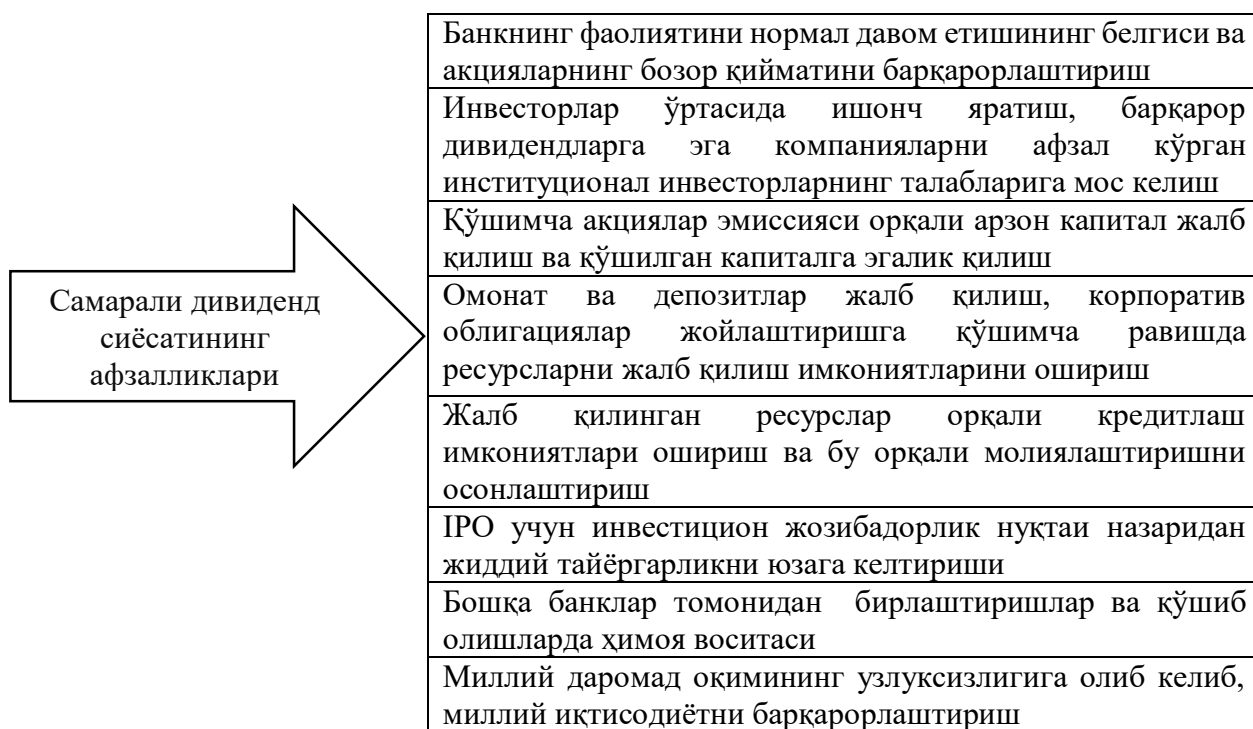 Самарали дивиденд
сиёсатининг
афзалликлари
Банкнинг фаолиятини нормал давом етишининг белгиси ва
акцияларнинг бозор қийматини барқарорлаштириш
Инвесторлар ўртасида ишонч яратиш, барқарор
дивидендларга эга компанияларни афзал кўрган
институционал инвесторларнинг талабларига мос келиш
Қўшимча акциялар эмиссияси орқали арзон капитал жалб
қилиш ва қўшилган капиталга эгалик қилиш
Омонат ва депозитлар жалб қилиш, корпоратив
облигациялар жойлаштиришга қўшимча равишда
ресурсларни жалб қилиш имкониятларини ошириш
Жалб қилинган ресурслар орқали кредитлаш
имкониятлари ошириш ва бу орқали молиялаштиришни
осонлаштириш
IPO учун инвестицион жозибадорлик нуқтаи назаридан
жиддий тайёргарликни юзага келтириши
Бошқа банклар томонидан бирлаштиришлар ва қўшиб
олишларда ҳимоя воситаси
Миллий даромад оқимининг узлуксизлигига олиб келиб,
миллий иқтисодиётни барқарорлаштириш